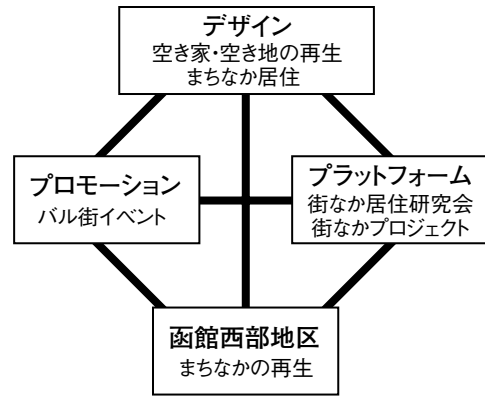 デザイン
空き家・空き地の再生
まちなか居住
プロモーション
バル街イベント
プラットフォーム
街なか居住研究会
街なかプロジェクト
函館西部地区
まちなかの再生